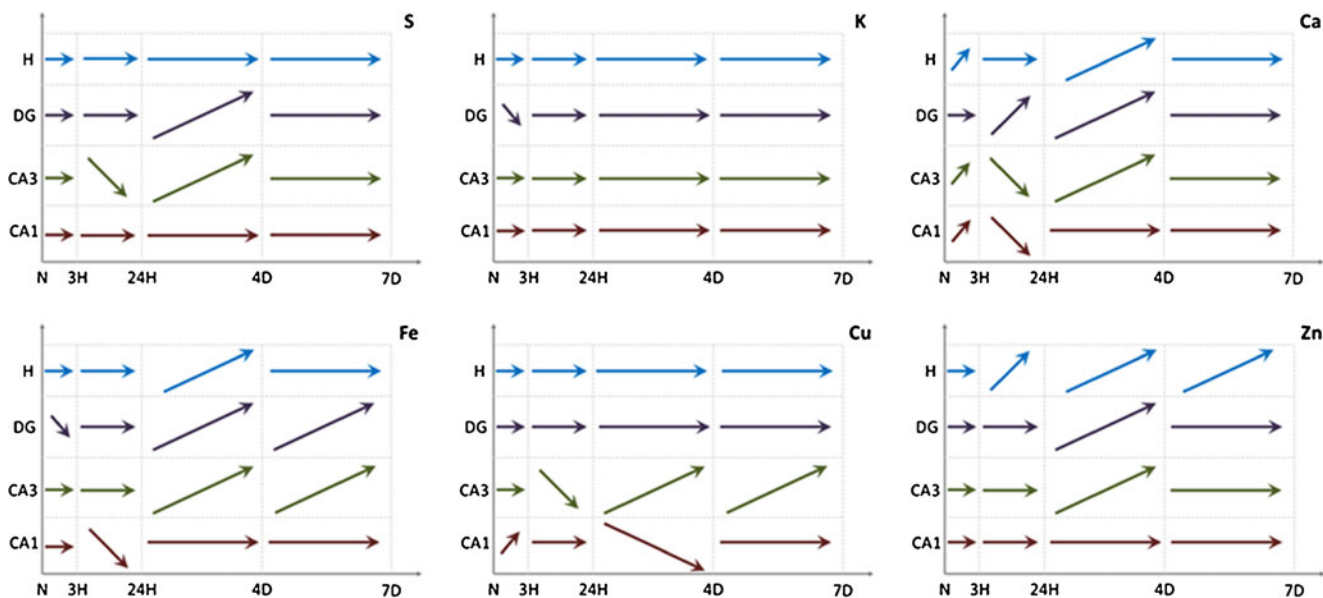 S K Ca
H H H
DG DG DG
CA3 CA3 CA3
CA1 CA1 CA1
N 3H 24H 4D 7D N 3H 24H 4D 7D N 3H 24H 4D 7D
Fe Cu Zn
H H H
DG DG DG
CA3 CA3 CA3
CA1 CA1 CA1
N 3H 24H 4D 7D N 3H 24H 4D 7D N 3H 24H 4D 7D